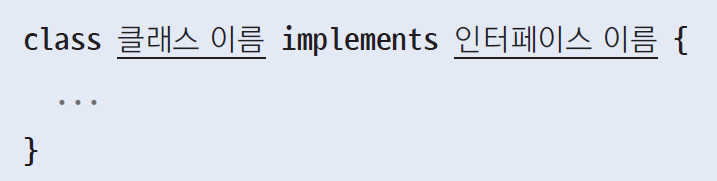 class 클래스 이름 implements 인터페이스 이름 {
...
}